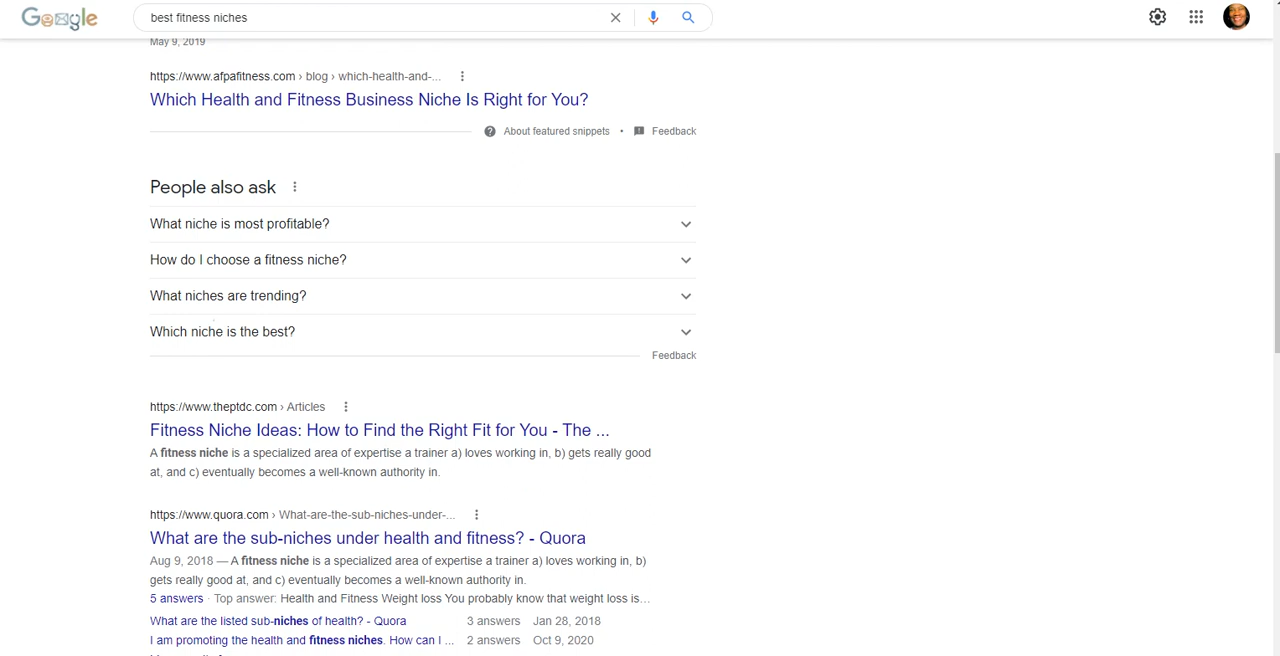 Google
best fitness niches
May 9, 2019
https://www.afpafitness.com › blog › which-health-and-...
Which Health and Fitness Business Niche Is Right for You?
About featured snippets • Feedback
People also ask
What niche is most profitable?
How do I choose a fitness niche?
What niches are trending?
Which niche is the best?
Feedback
https://www.theptdc.com › Articles
Fitness Niche Ideas: How to Find the Right Fit for You - The ...
A fitness niche is a specialized area of expertise a trainer a) loves working in, b) gets really good
at, and c) eventually becomes a well-known authority in.
https://www.quora.com › What-are-the-sub-niches-under-...
What are the sub-niches under health and fitness? - Quora
Aug 9, 2018 — A fitness niche is a specialized area of expertise a trainer a) loves working in, b)
gets really good at, and c) eventually becomes a well-known authority in.
5 answers · Top answer: Health and Fitness Weight loss You probably know that weight loss is...
What are the listed sub-niches of health? - Quora 3 answers Jan 28, 2018
I am promoting the health and fitness niches. How can I ... 2 answers Oct 9, 2020